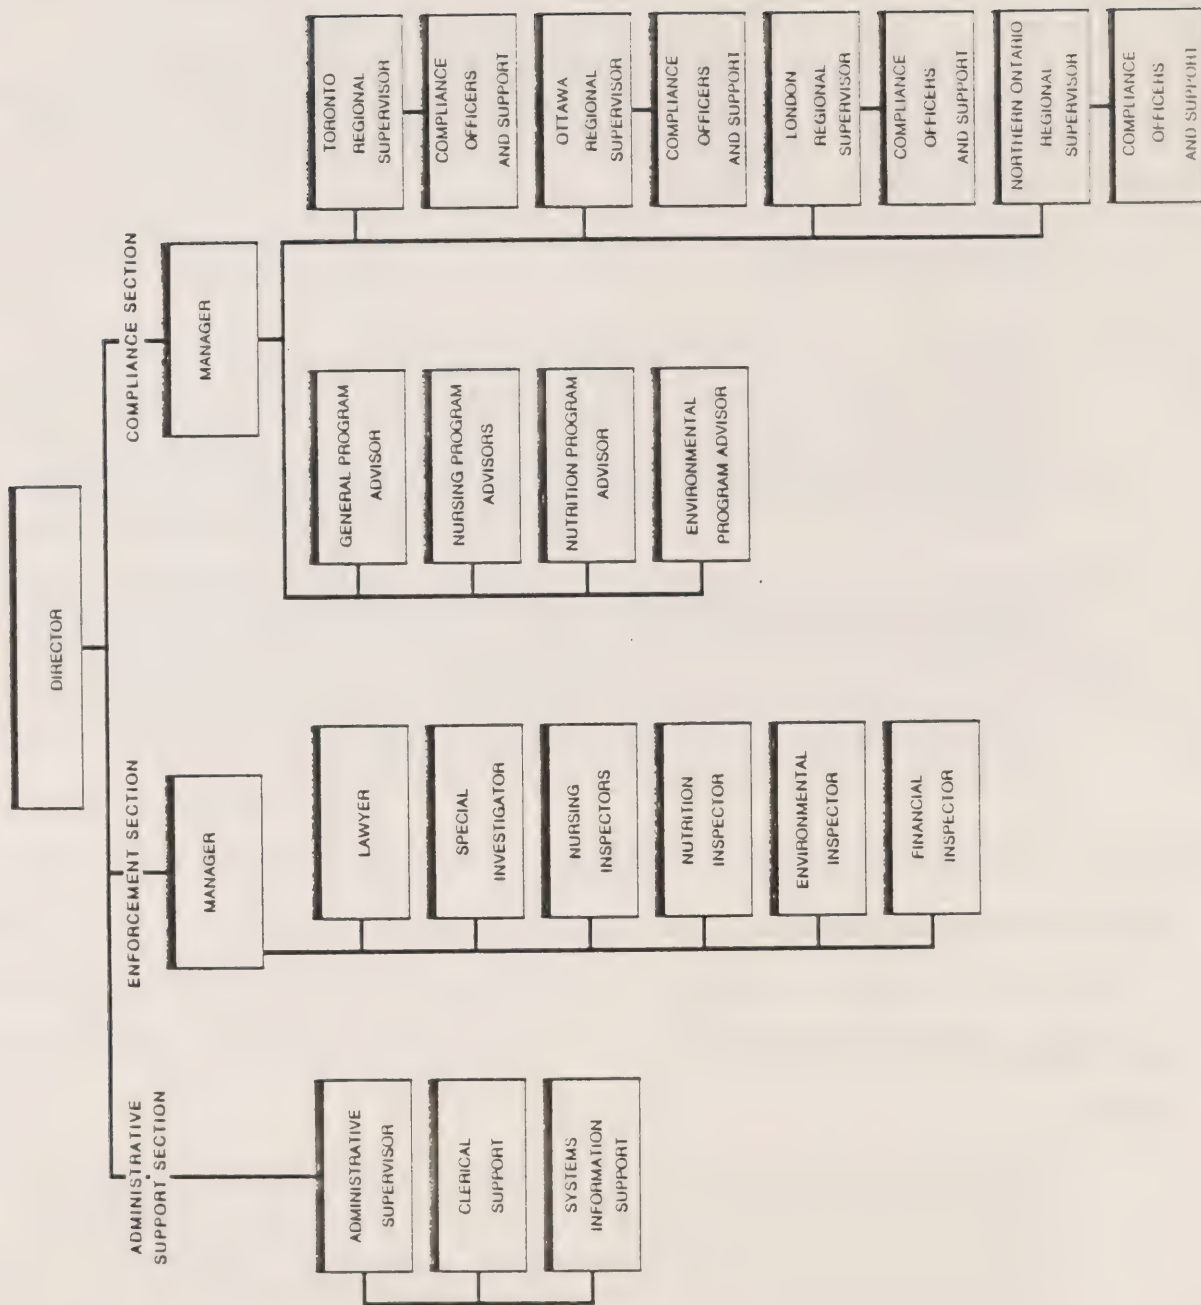 DIRECTOR
ADMINISTRATIVE
SUPPORT SECTION
ADMINISTRATIVE
SUPERVISOR
CLERICAL
SUPPORT
SYSTEMS
INFORMATION
SUPPORT
ENFORCEMENT SECTION
MANAGER
LAWYER
SPECIAL
INVESTIGATOR
NURSING
INSPECTORS
NUTRITION
INSPECTOR
ENVIRONMENTAL
INSPECTOR
FINANCIAL
INSPECTOR
COMPLIANCE SECTION
MANAGER
GENERAL PROGRAM
ADVISOR
NURSING PROGRAM
ADVISORS
NUTRITION PROGRAM
ADVISOR
ENVIRONMENTAL
PROGRAM ADVISOR
TORONTO
REGIONAL
SUPERVISOR
COMPLIANCE
OFFICERS
AND SUPPORT
OTTAWA
REGIONAL
SUPERVISOR
COMPLIANCE
OFFICERS
AND SUPPORT
LONDON
REGIONAL
SUPERVISOR
COMPLIANCE
OFFICERS
AND SUPPORT
NORTHERN ONTARIO
REGIONAL
SUPERVISOR
COMPLIANCE
OFFICERS
AND SUPPORT